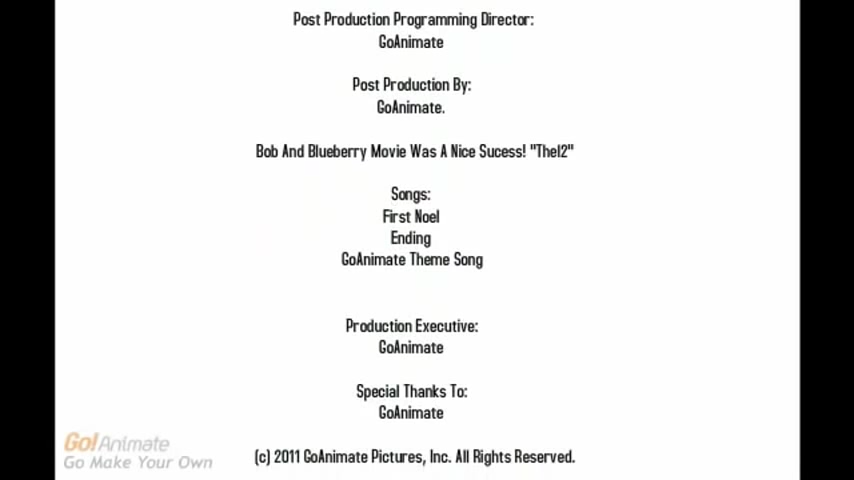 Post Production Programming Director:
GoAnimate
Post Production By:
GoAnimate.
Bob And Blueberry Movie Was A Nice Sucess! "The12"
Songs:
First Noel
Ending
GoAnimate Theme Song
Production Executive:
GoAnimate
Special Thanks To:
GoAnimate
(c) 2011 GoAnimate Pictures, Inc. All Rights Reserved.
Go!Animate
Go Make Your Own